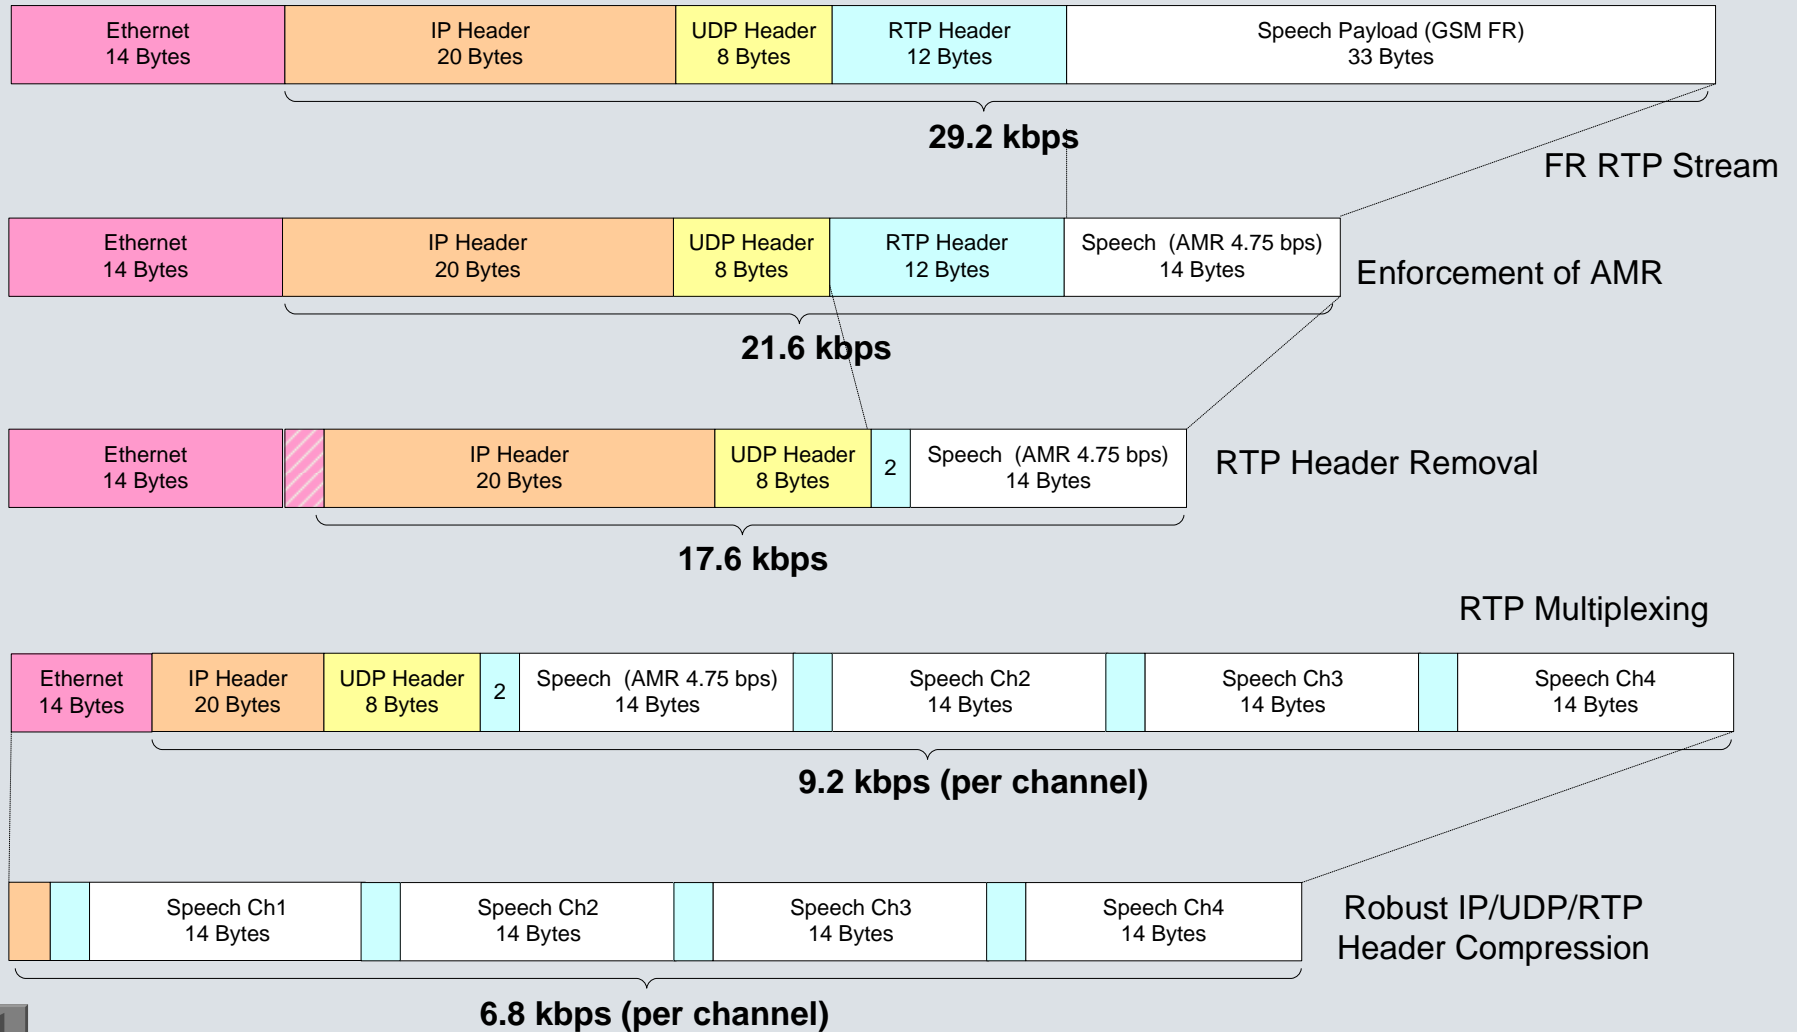 Ethernet
14 Bytes
IP Header
20 Bytes
UDP Header
8 Bytes
RTP Header
12 Bytes
Speech Payload (GSM FR)
33 Bytes
29.2 kbps
FR RTP Stream
Ethernet
14 Bytes
IP Header
20 Bytes
UDP Header
8 Bytes
RTP Header
12 Bytes
Speech (AMR 4.75 bps)
14 Bytes
Enforcement of AMR
21.6 kbps
Ethernet
14 Bytes
IP Header
20 Bytes
UDP Header
8 Bytes
2
Speech (AMR 4.75 bps)
14 Bytes
RTP Header Removal
17.6 kbps
RTP Multiplexing
Ethernet
14 Bytes
IP Header
20 Bytes
UDP Header
8 Bytes
2
Speech (AMR 4.75 bps)
14 Bytes
Speech Ch2
14 Bytes
Speech Ch3
14 Bytes
Speech Ch4
14 Bytes
9.2 kbps (per channel)
Speech Ch1
14 Bytes
Speech Ch2
14 Bytes
Speech Ch3
14 Bytes
Speech Ch4
14 Bytes
Robust IP/UDP/RTP
Header Compression
6.8 kbps (per channel)